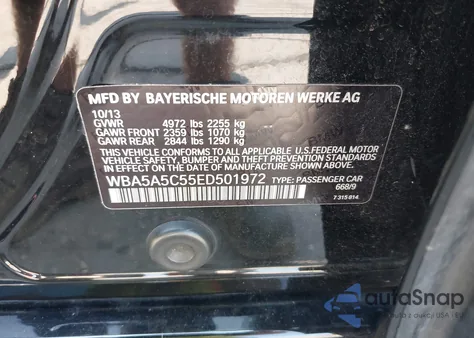 MFD BY BAYERISCHE MOTOREN WERKE AG
10/13
GVWR 4972 lbs 2255 kg
GAWR FRONT 2359 lbs 1070 kg
GAWR REAR 2844 lbs 1290 kg
THIS VEHICLE CONFORMS TO ALL APPLICABLE U.S.FEDERAL MOTOR
VEHICLE SAFETY, BUMPER AND THEFT PREVENTION STANDARDS
IN EFFECT ON THE DATE OF MANUFACTURE SHOWN ABOVE.
WBA5A5C55ED501972 TYPE: PASSENGER CAR
668/9
7 315 014
autoSnap
auta z aukcji USA